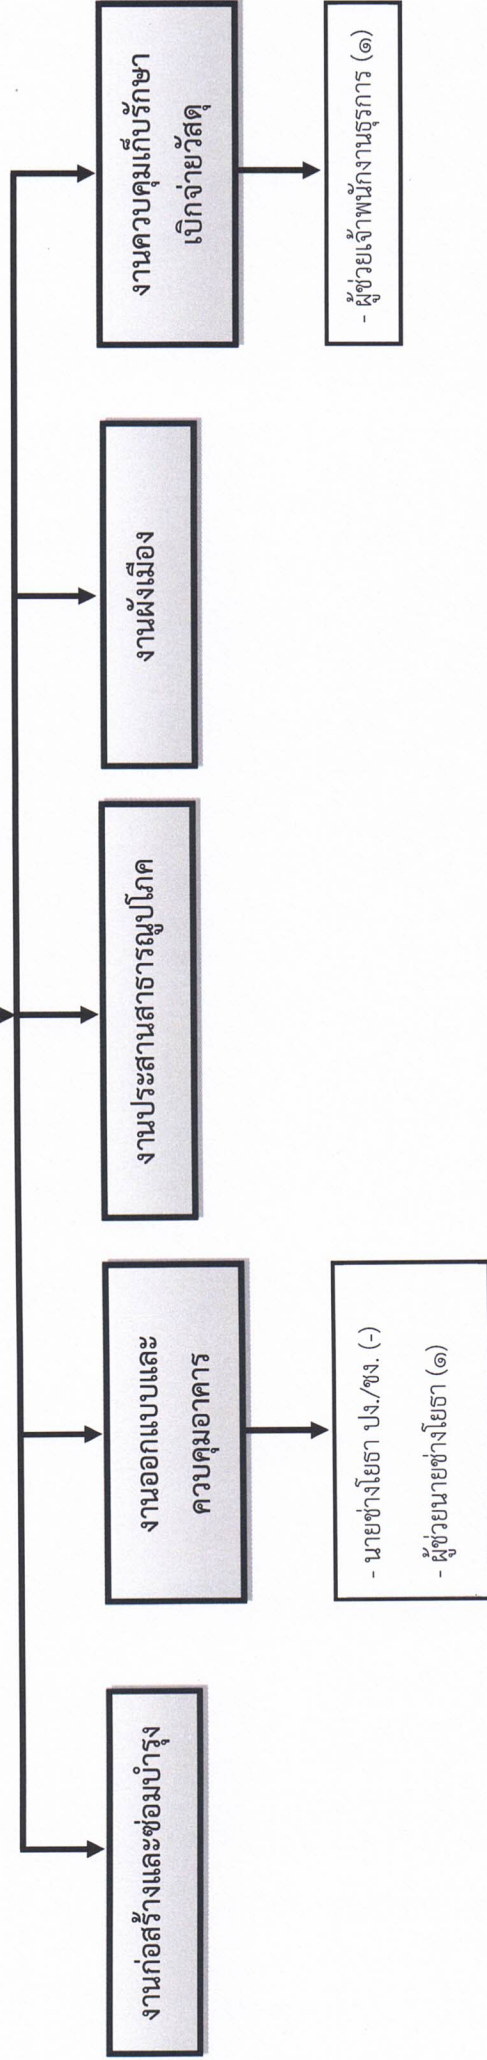 งานก่อสร้างและซ่อมบำรุง
งานออกแบบและ
ควบคุมอาคาร
- นายช่างโยธา ปง./ชง. (-)
- ผู้ช่วยนายช่างโยธา (๑)
งานประสานสาธารณูปโภค
งานผังเมือง
งานควบคุมเก็บรักษา
เบิกจ่ายวัสดุ
- ผู้ช่วยเจ้าพนักงานธุรการ (๑)